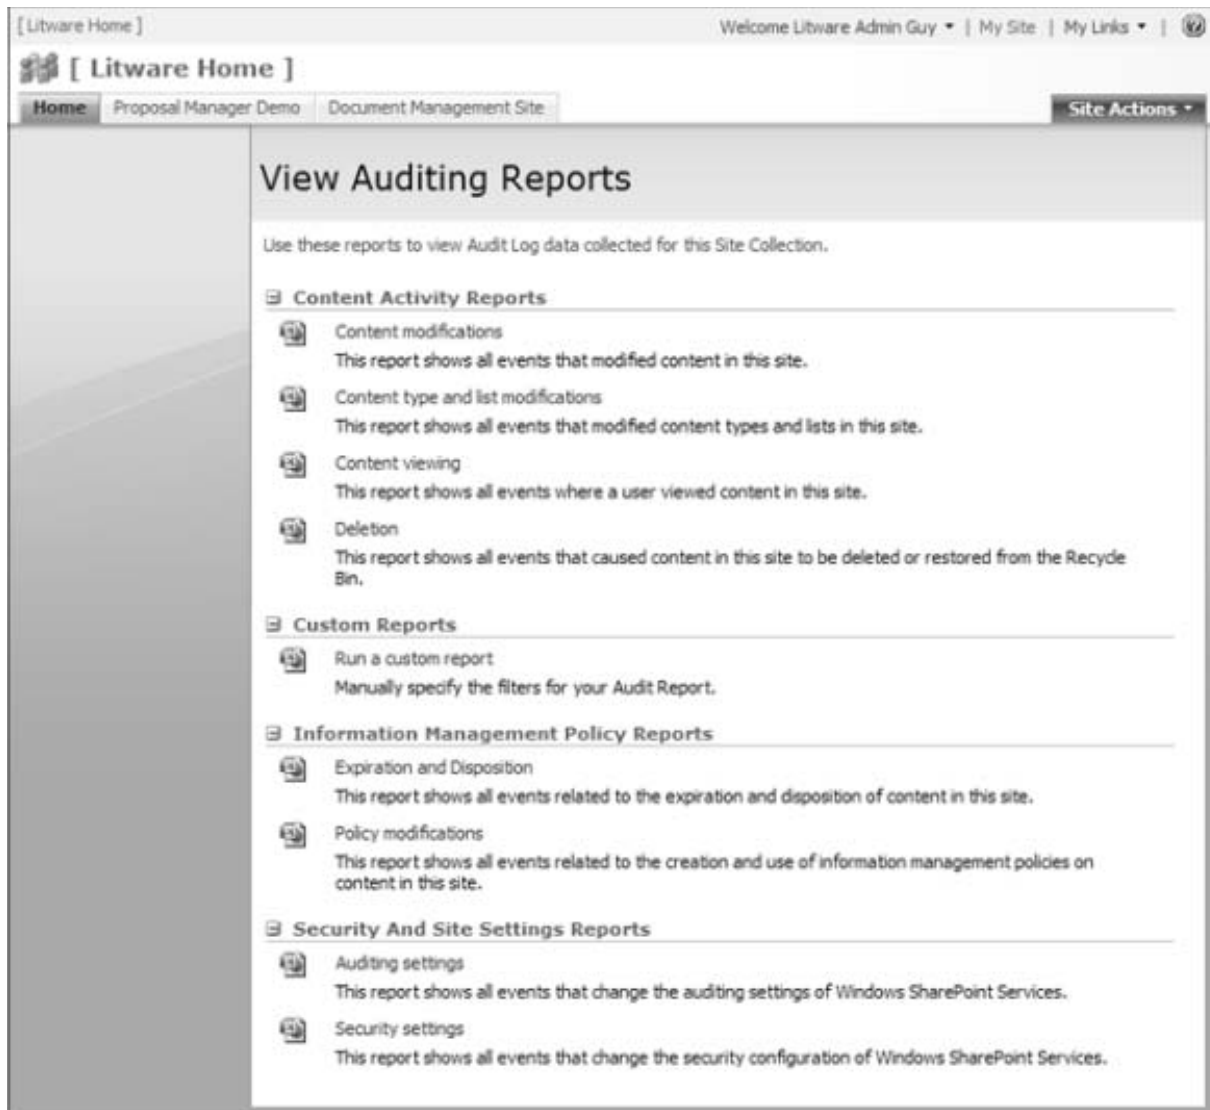 [ Litware Home ]
Welcome Litware Admin Guy | My Site | My Links |
[ Litware Home ]
Home Proposal Manager Demo Document Management Site Site Actions
View Auditing Reports
Use these reports to view Audit Log data collected for this Site Collection.
Content Activity Reports
Content modifications
This report shows all events that modified content in this site.
Content type and list modifications
This report shows all events that modified content types and lists in this site.
Content viewing
This report shows all events where a user viewed content in this site.
Deletion
This report shows all events that caused content in this site to be deleted or restored from the Recycle
Bin.
Custom Reports
Run a custom report
Manually specify the filters for your Audit Report.
Information Management Policy Reports
Expiration and Disposition
This report shows all events related to the expiration and disposition of content in this site.
Policy modifications
This report shows all events related to the creation and use of information management policies on
content in this site.
Security And Site Settings Reports
Auditing settings
This report shows all events that change the auditing settings of Windows SharePoint Services.
Security settings
This report shows all events that change the security configuration of Windows SharePoint Services.